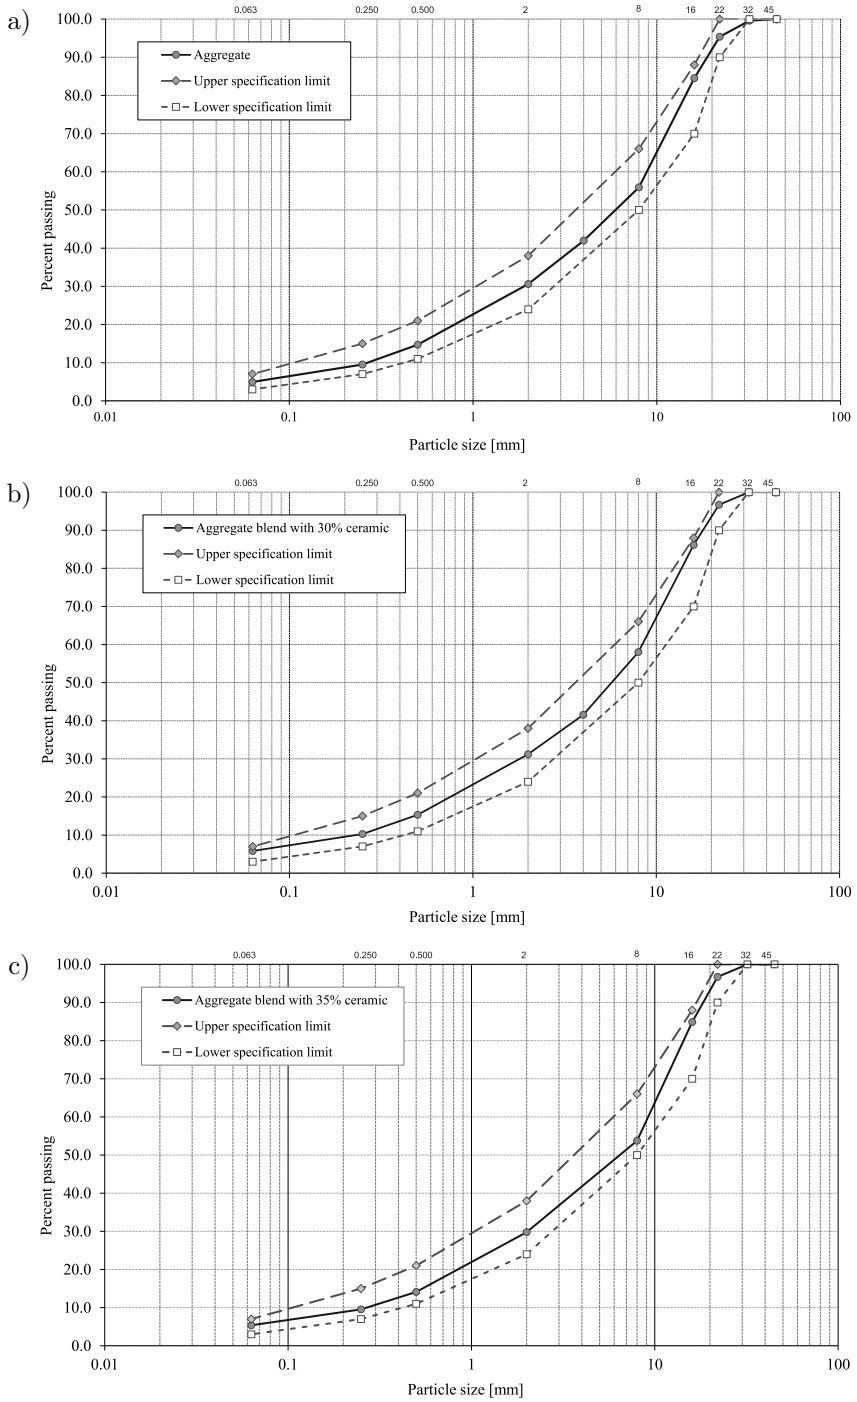 a)
0.063 0.250 0.500 2 8 16 22 32 45
100.0
90.0
80.0
70.0
60.0
50.0
40.0
30.0
20.0
10.0
0.0
Percent passing
Aggregate
Upper specification limit
Lower specification limit
0.01 0.1 1 10 100
Particle size [mm]
b)
0.063 0.250 0.500 2 8 16 22 32 45
100.0
90.0
80.0
70.0
60.0
50.0
40.0
30.0
20.0
10.0
0.0
Percent passing
Aggregate blend with 30% ceramic
Upper specification limit
Lower specification limit
0.01 0.1 1 10 100
Particle size [mm]
c)
0.063 0.250 0.500 2 8 16 22 32 45
100.0
90.0
80.0
70.0
60.0
50.0
40.0
30.0
20.0
10.0
0.0
Percent passing
Aggregate blend with 35% ceramic
Upper specification limit
Lower specification limit
0.01 0.1 1 10 100
Particle size [mm]